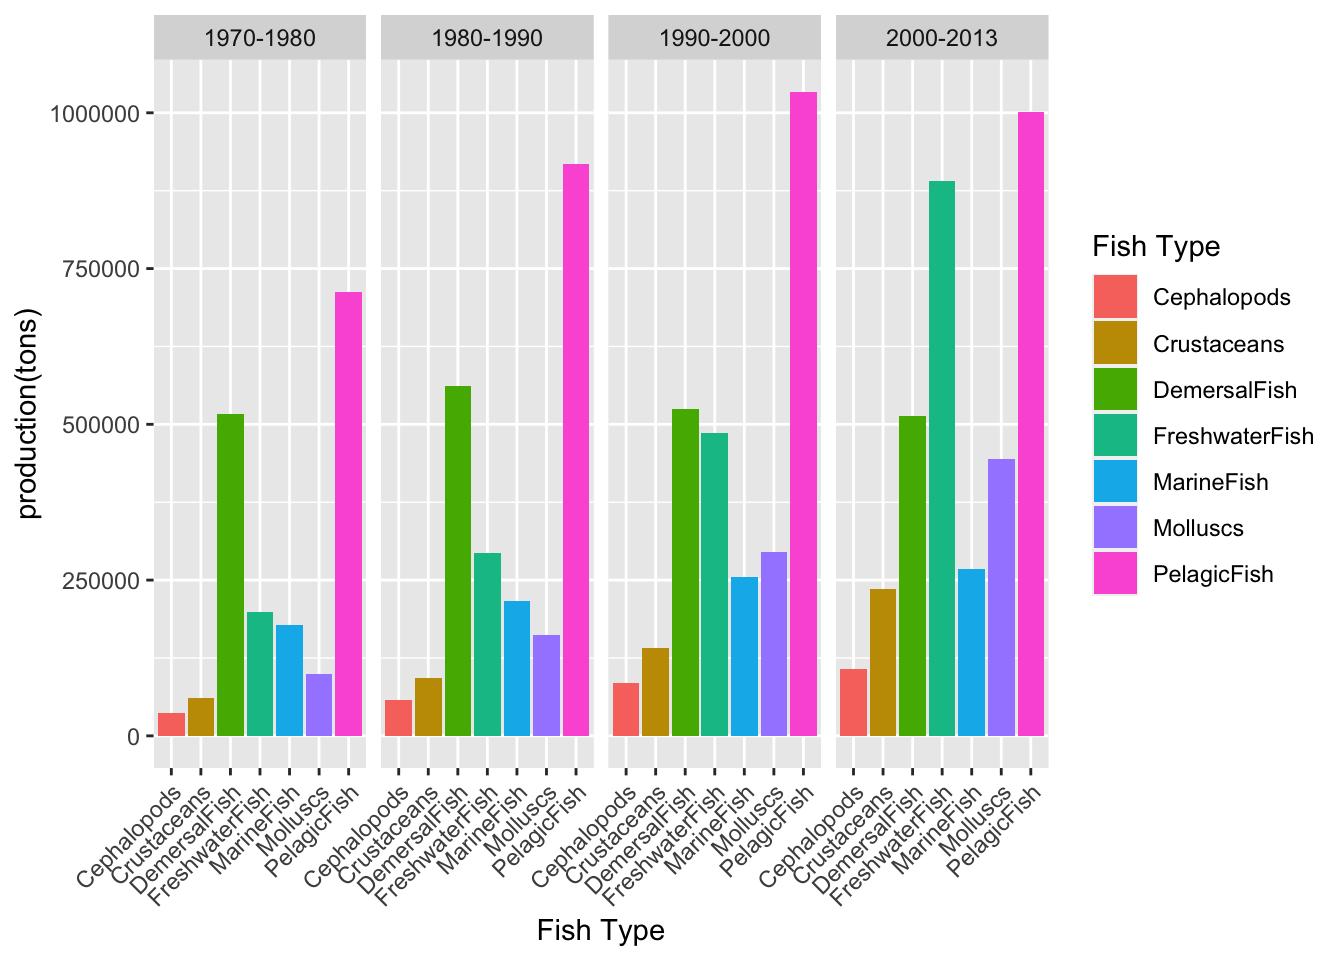 1970-1980
1980-1990
1990-2000
2000-2013
1000000
750000
500000
250000
0
production(tons)
Cephalopods
Crustaceans
DemersalFish
FreshwaterFish
MarineFish
Molluscs
PelagicFish
Cephalopods
Crustaceans
DemersalFish
FreshwaterFish
MarineFish
Molluscs
PelagicFish
Cephalopods
Crustaceans
DemersalFish
FreshwaterFish
MarineFish
Molluscs
PelagicFish
Cephalopods
Crustaceans
DemersalFish
FreshwaterFish
MarineFish
Molluscs
PelagicFish
Fish Type
Fish Type
Cephalopods
Crustaceans
DemersalFish
FreshwaterFish
MarineFish
Molluscs
PelagicFish